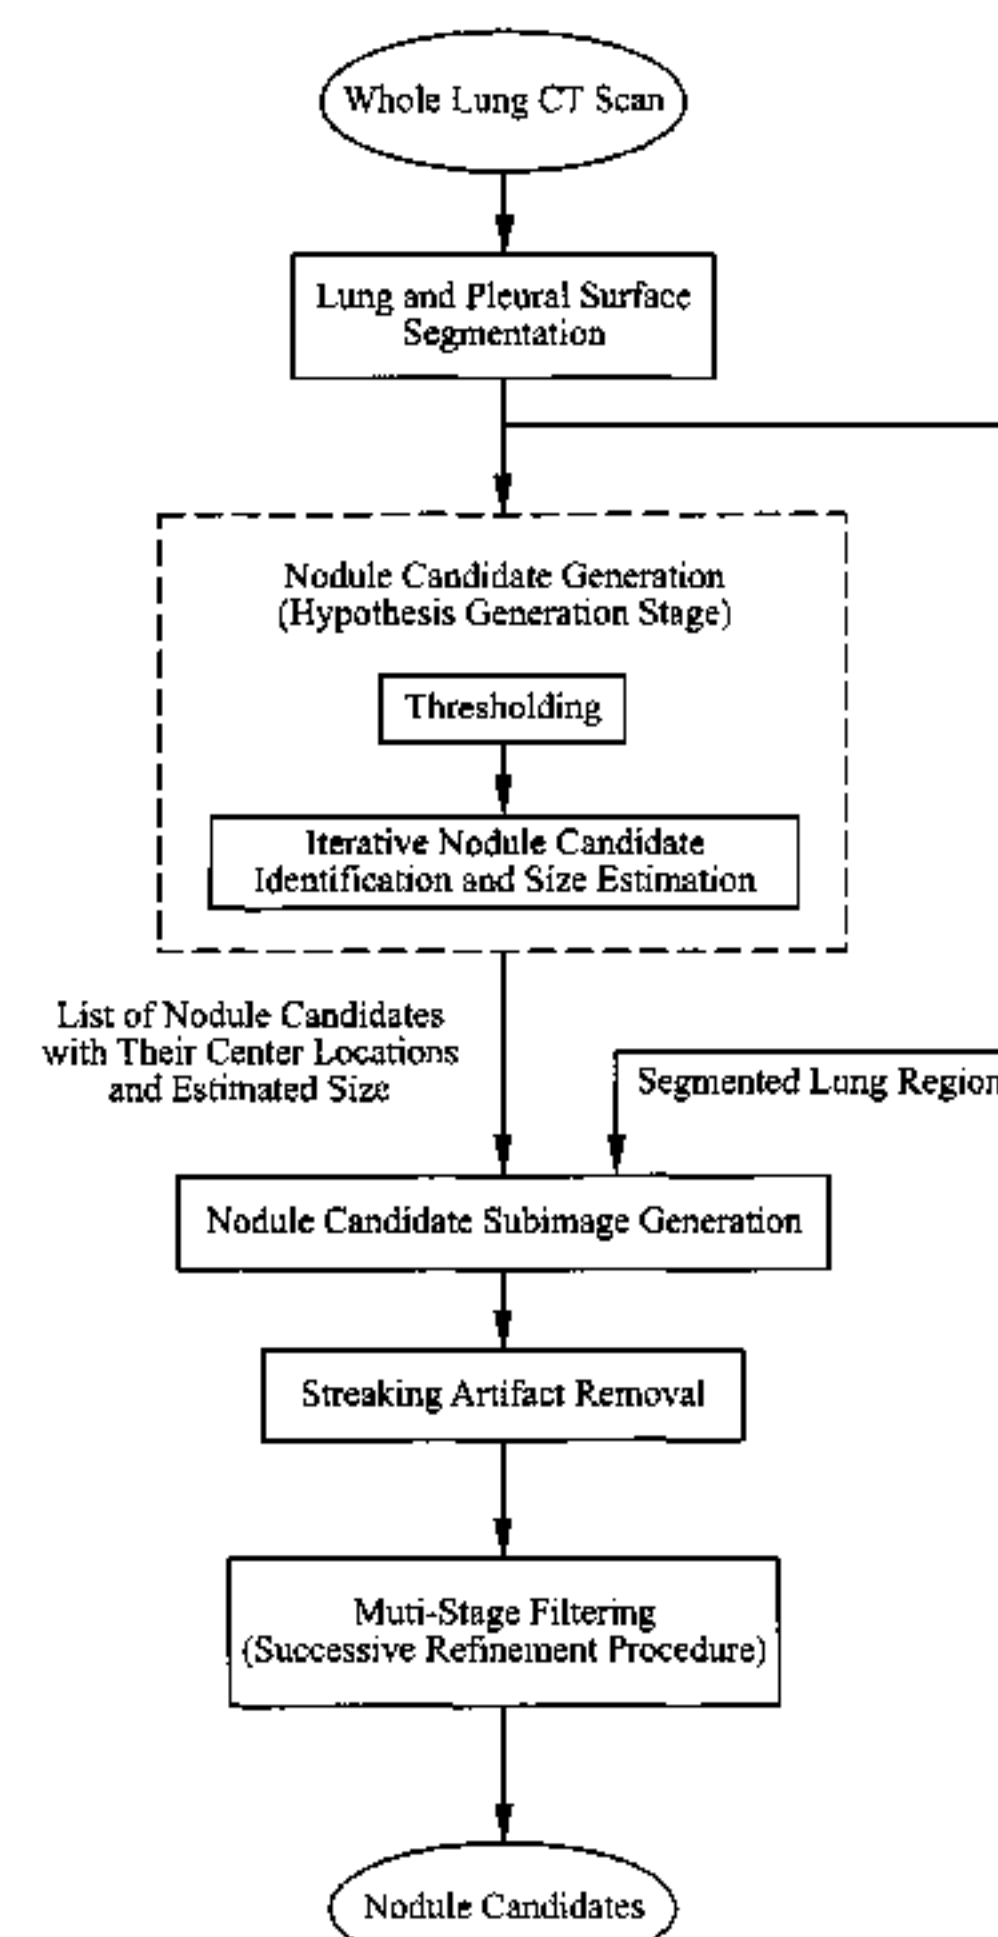 Whole Lung CT Scan
Lung and Pleural Surface
Segmentation
Nodule Candidate Generation
(Hypothesis Generation Stage)
Thresholding
Iterative Nodule Candidate
Identification and Size Estimation
List of Nodule Candidates
with Their Center Locations
and Estimated Size
Segmented Lung Region
Nodule Candidate Subimage Generation
Streaking Artifact Removal
Muti-Stage Filtering
(Successive Refinement Procedure)
Nodule Candidates